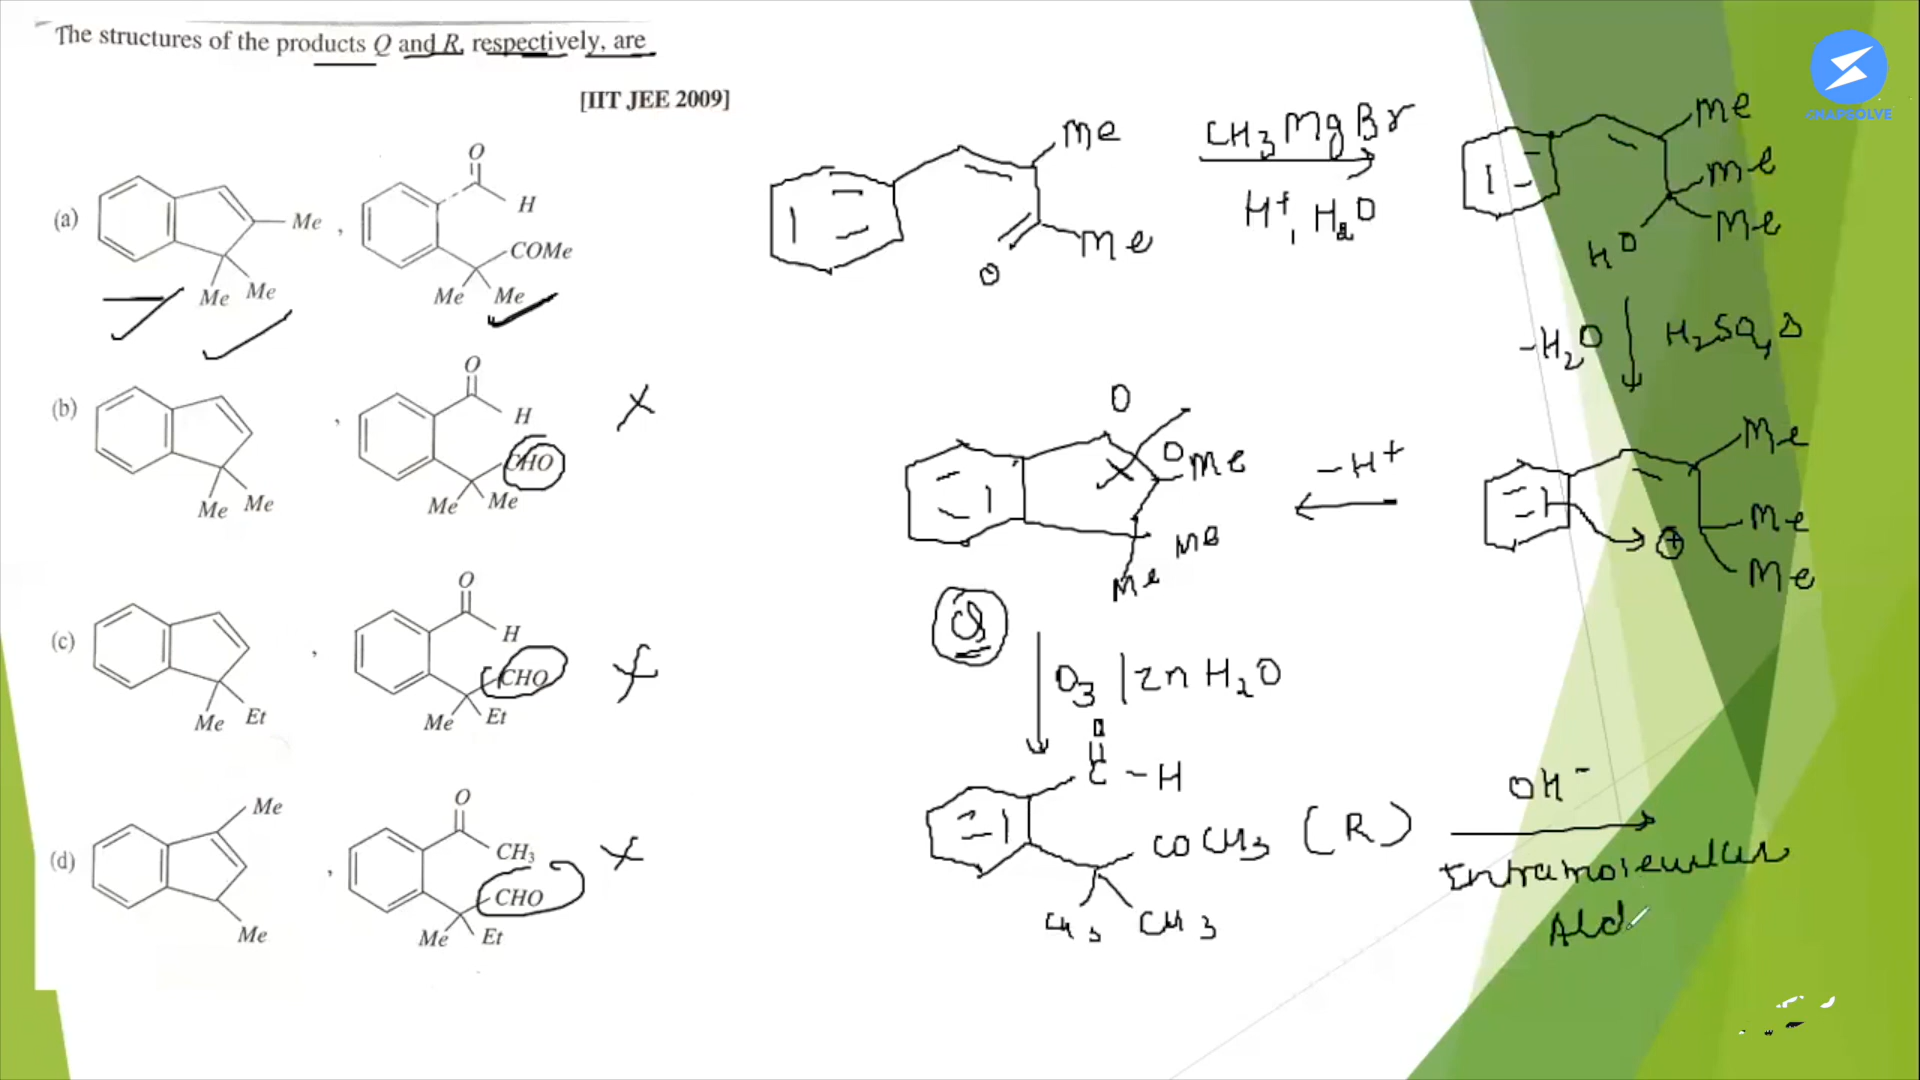 The structures of the products Q and R, respectively, are
[IIT JEE 2009]
(a)
Me
Me
Me
,
O
H
COMe
Me
Me
(b)
Me
Me
,
O
H
CHO
Me
Me
(c)
Me
Et
,
O
H
CHO
Me
Et
(d)
Me
Me
,
O
CH3
CHO
Me
Et
Me
Me
O
CH3MgBr
H+, H2O
Me
Me
Me
HO
-H2O
H2SO4, Δ
Me
Me
Me
+
-H+
O
O
Me
Me
Me
Q
O3 | Zn H2O
O
C-H
COCH3
(R)
CH3
CH3
OH-
Intramolecular
Ald
SNAPSOLVE